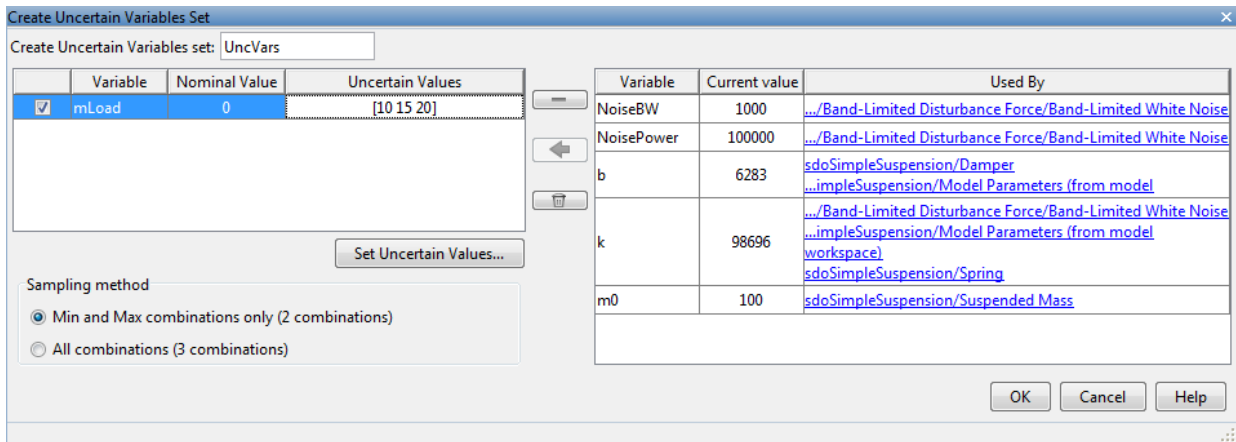 Create Uncertain Variables Set
Create Uncertain Variables set: UncVars
Variable Nominal Value Uncertain Values
mLoad 0 [10 15 20]
Set Uncertain Values...
Sampling method
Min and Max combinations only (2 combinations)
All combinations (3 combinations)
Variable Current value Used By
NoiseBW 1000 .../Band-Limited Disturbance Force/Band-Limited White Noise
NoisePower 100000 .../Band-Limited Disturbance Force/Band-Limited White Noise
b 6283 sdoSimpleSuspension/Damper
...impleSuspension/Model Parameters (from model
k 98696 .../Band-Limited Disturbance Force/Band-Limited White Noise
...impleSuspension/Model Parameters (from model
workspace)
sdoSimpleSuspension/Spring
m0 100 sdoSimpleSuspension/Suspended Mass
OK Cancel Help